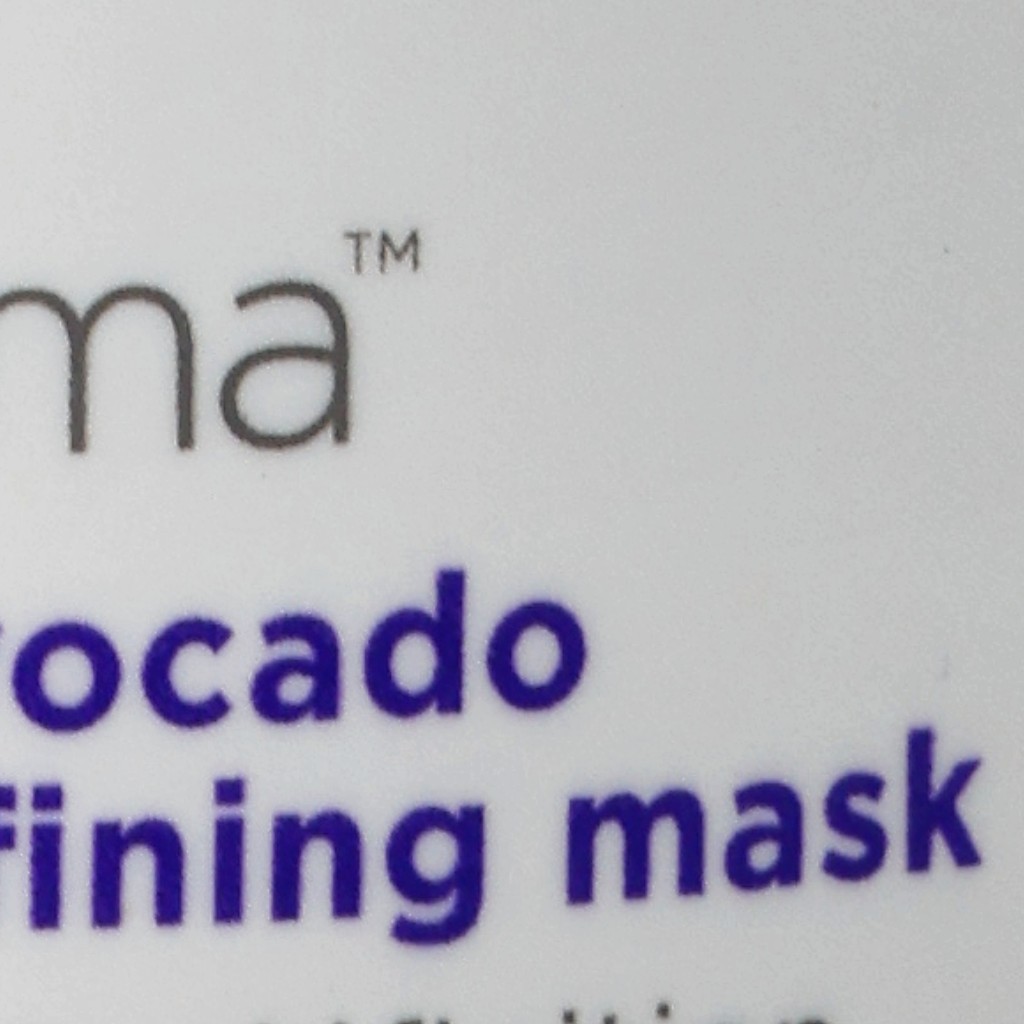 ma™
ocado
fining mask